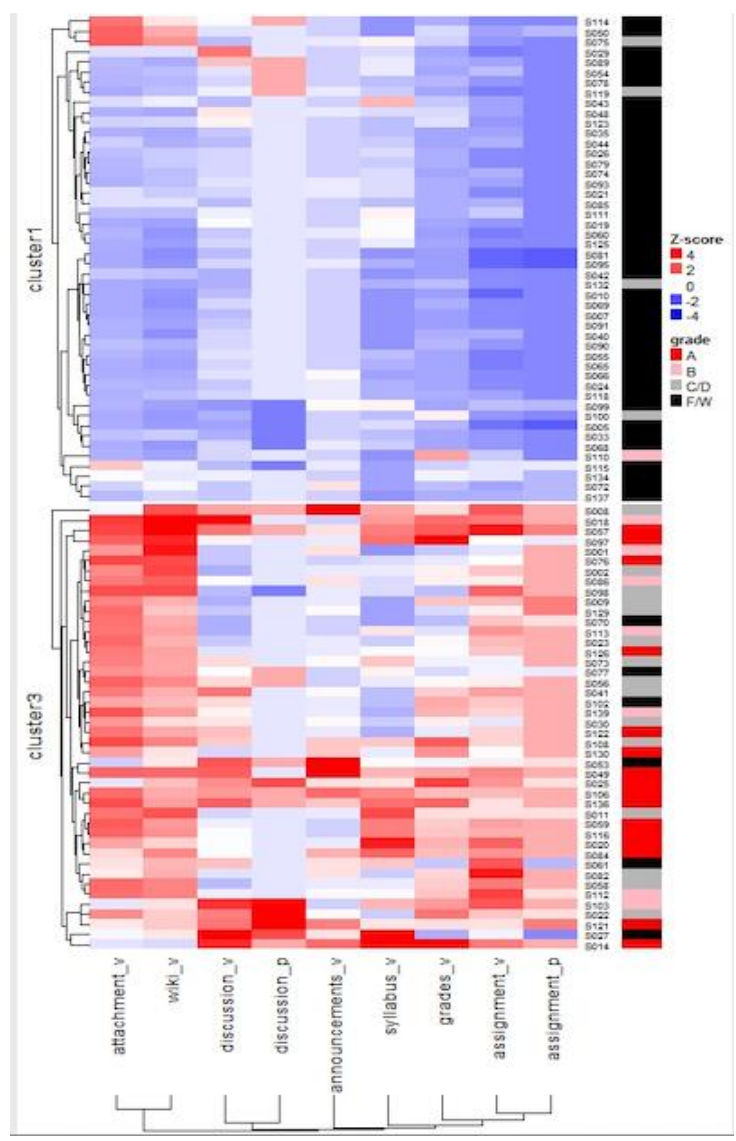 cluster1
S114
S050
S075
S029
S089
S054
S078
S119
S043
S048
S123
S035
S044
S026
S079
S074
S093
S021
S085
S111
S019
S060
S125
S081
S095
S042
S132
S010
S069
S007
S091
S040
S090
S055
S065
S066
S024
S118
S099
S100
S005
S033
S068
S110
S115
S134
S072
S137
cluster3
S008
S018
S057
S097
S001
S076
S002
S086
S098
S009
S129
S070
S113
S023
S126
S073
S077
S056
S041
S102
S139
S030
S122
S108
S130
S053
S049
S025
S106
S136
S011
S059
S116
S020
S084
S061
S082
S058
S112
S103
S022
S121
S027
S014
Z-score
4
2
0
-2
-4
grade
A
B
C/D
F/W
attachment_v
wiki_v
discussion_v
discussion_p
announcements_v
syllabus_v
grades_v
assignment_v
assignment_p